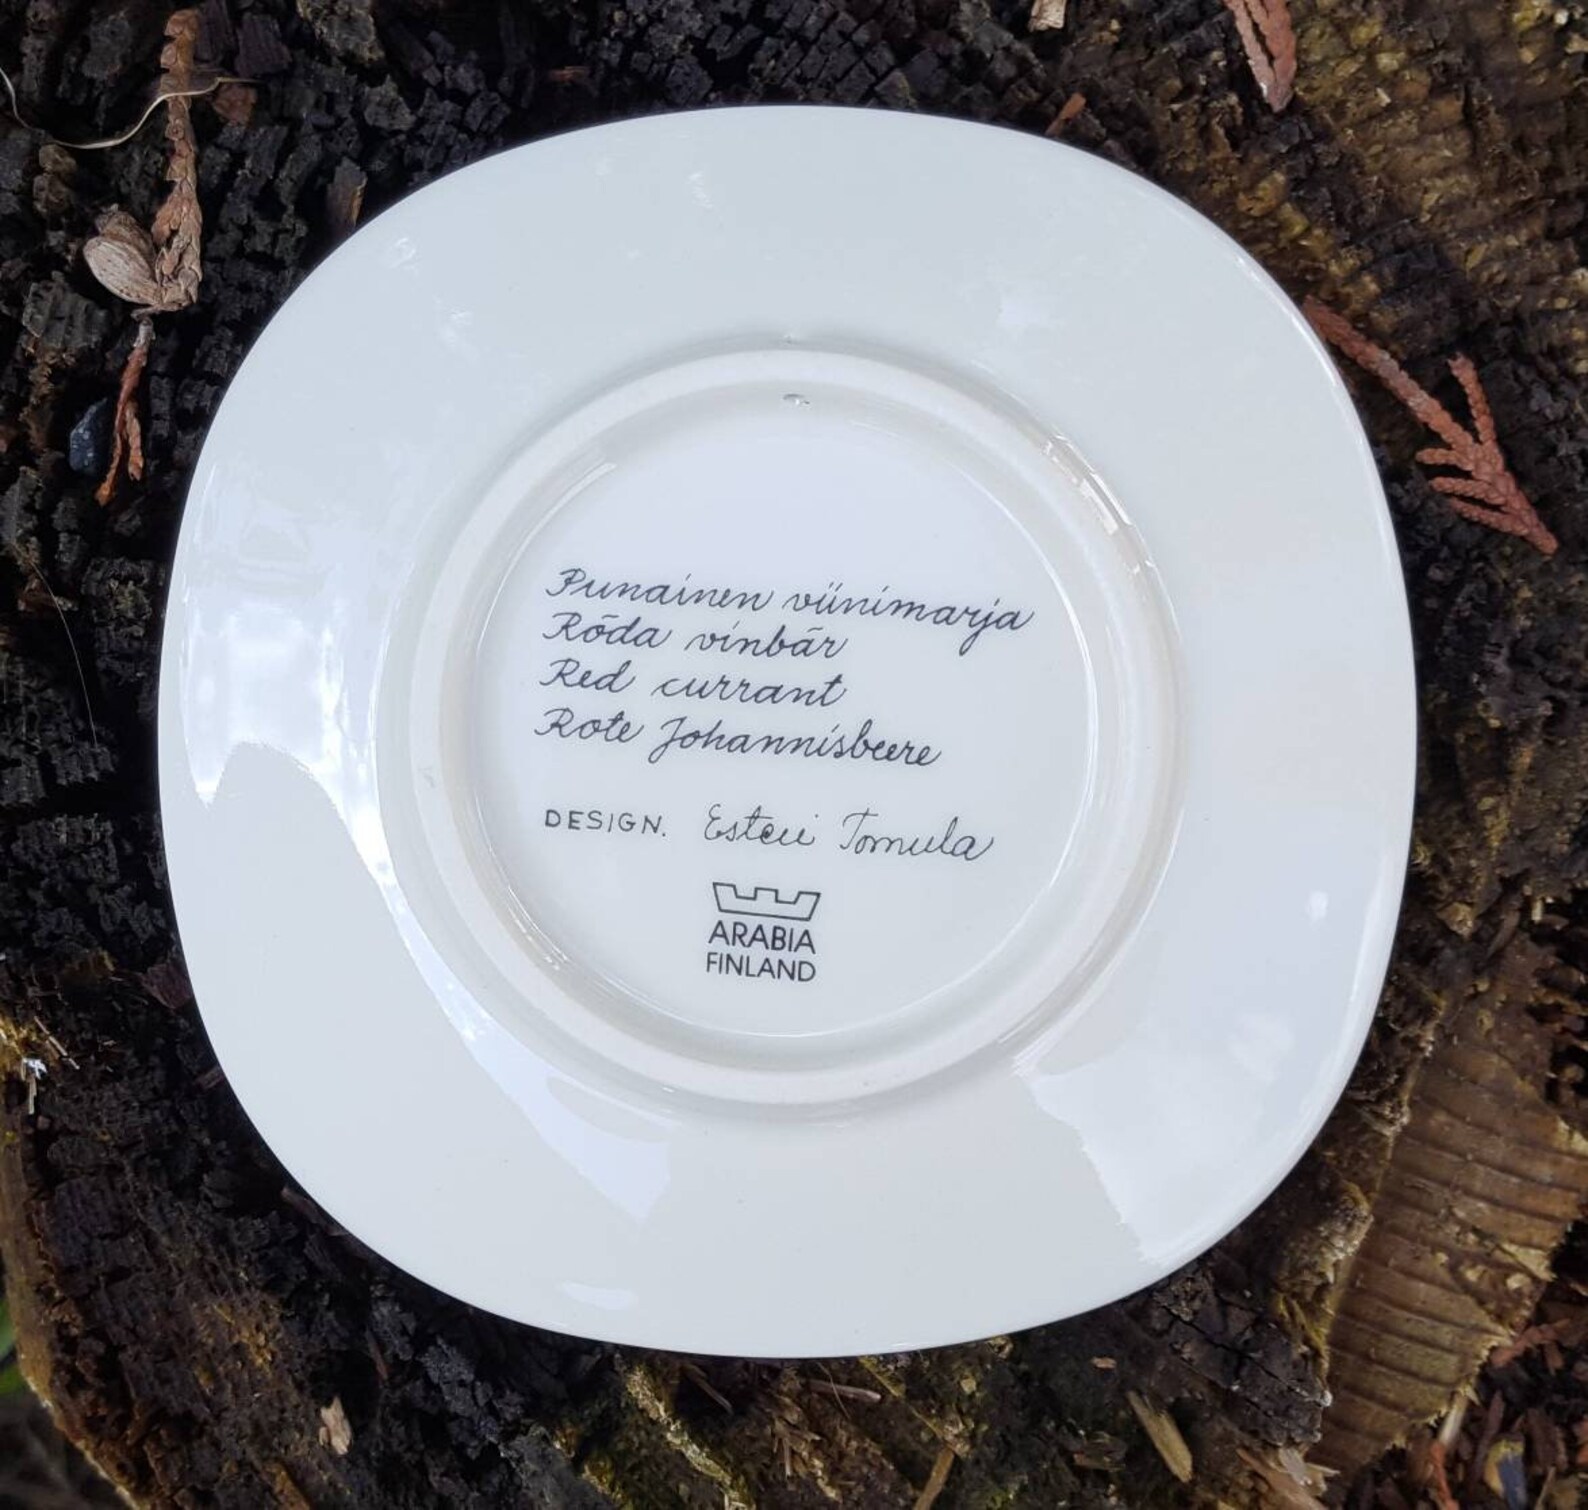 Punainen viinimarja
Röda vinbär
Red currant
Rote Johannisbeere
DESIGN. Esteri Tomula
ARABIA
FINLAND